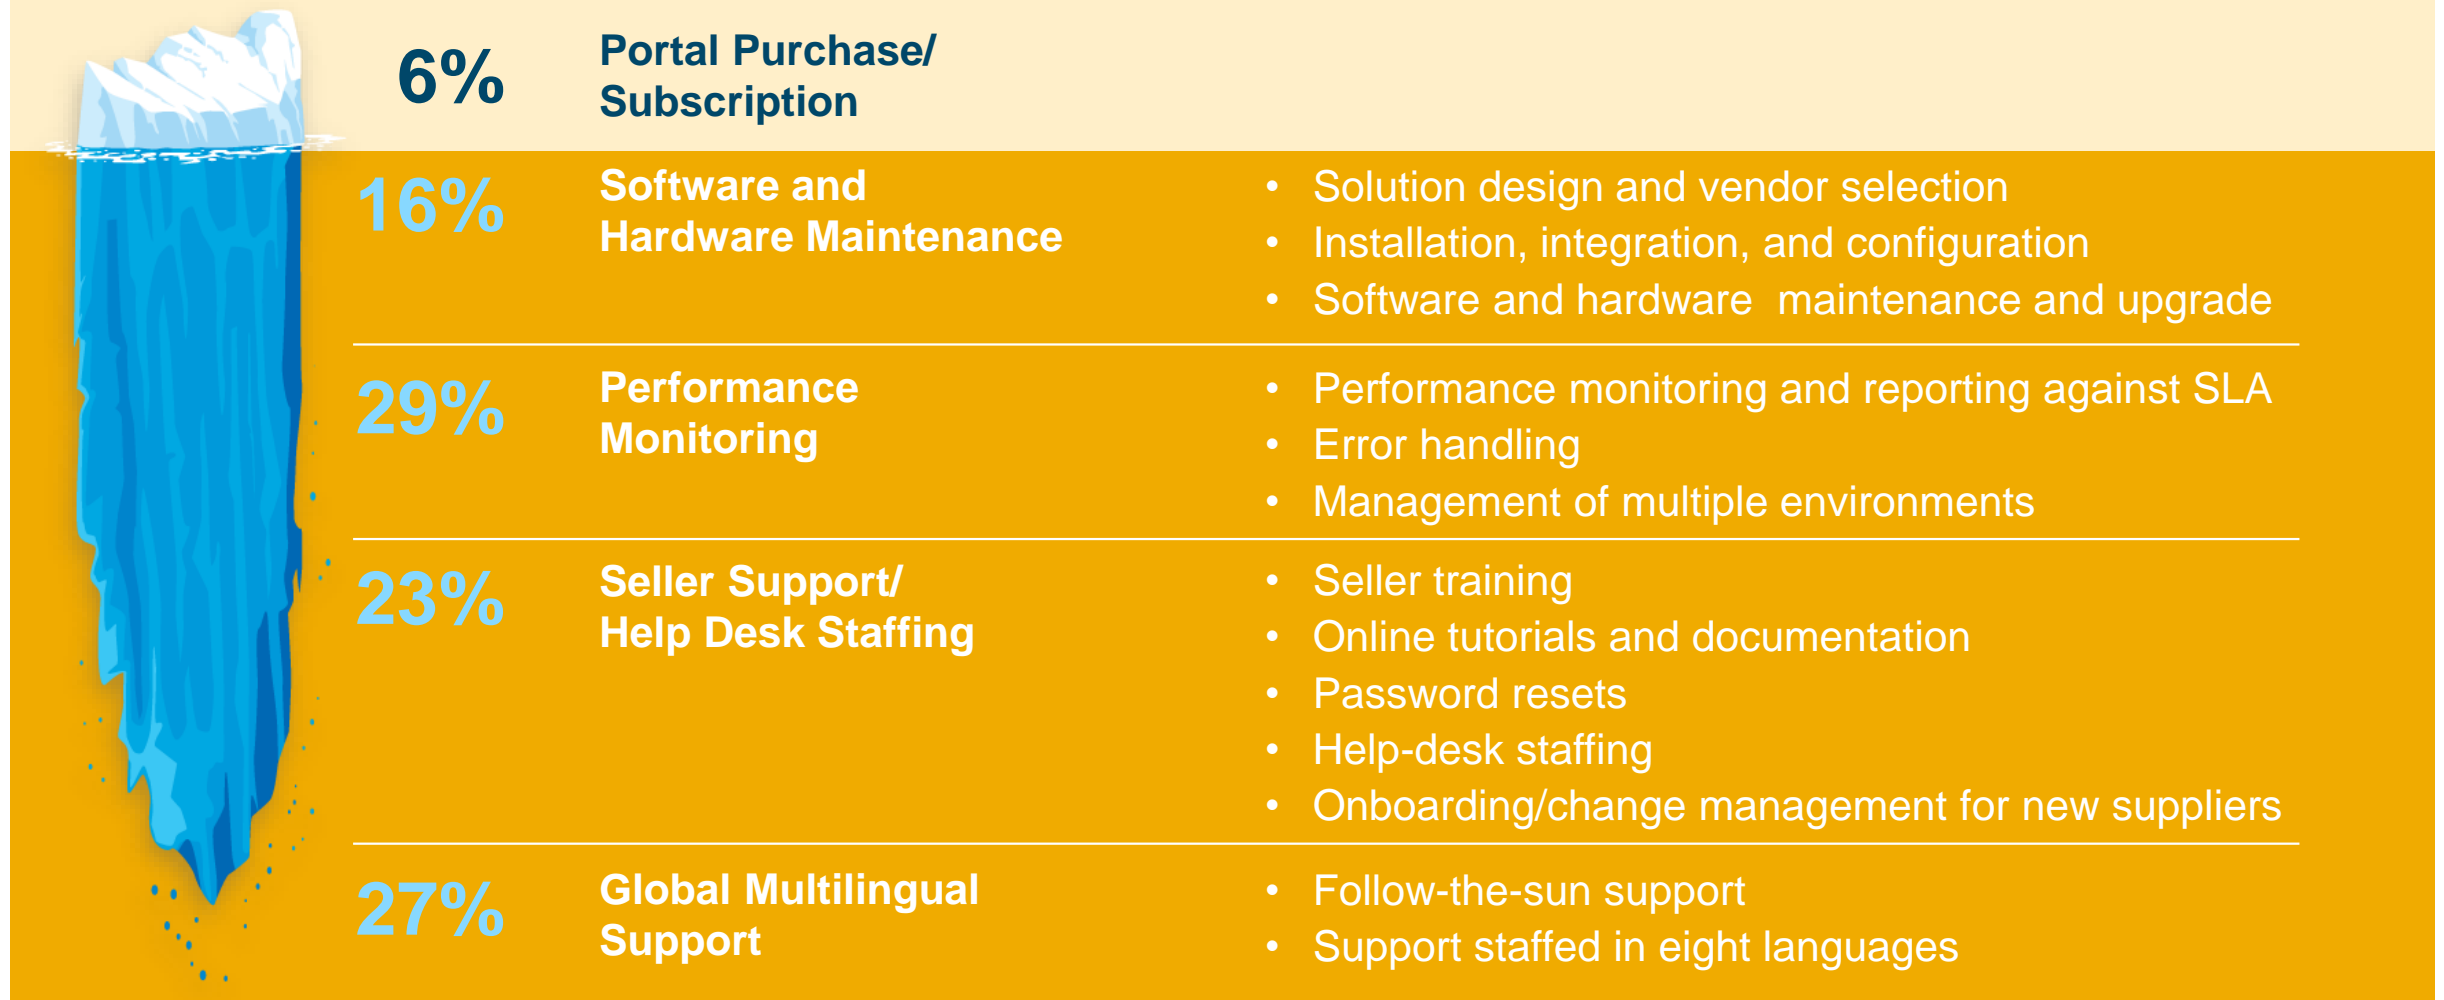 6%
Portal Purchase/
Subscription
16%
Software and
Hardware Maintenance
• Solution design and vendor selection
• Installation, integration, and configuration
• Software and hardware  maintenance and upgrade
29%
Performance
Monitoring
• Performance monitoring and reporting against SLA
• Error handling
• Management of multiple environments
23%
Seller Support/
Help Desk Staffing
• Seller training
• Online tutorials and documentation
• Password resets
• Help-desk staffing
• Onboarding/change management for new suppliers
27%
Global Multilingual
Support
• Follow-the-sun support
• Support staffed in eight languages